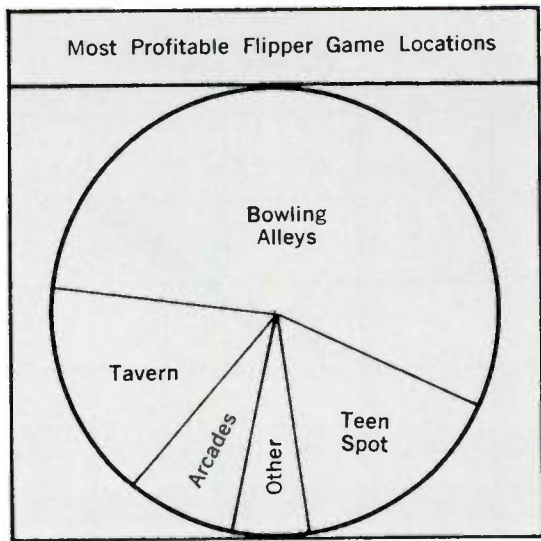 Most Profitable Flipper Game Locations
Bowling
Alleys
Tavern
Arcades
Other
Teen
Spot